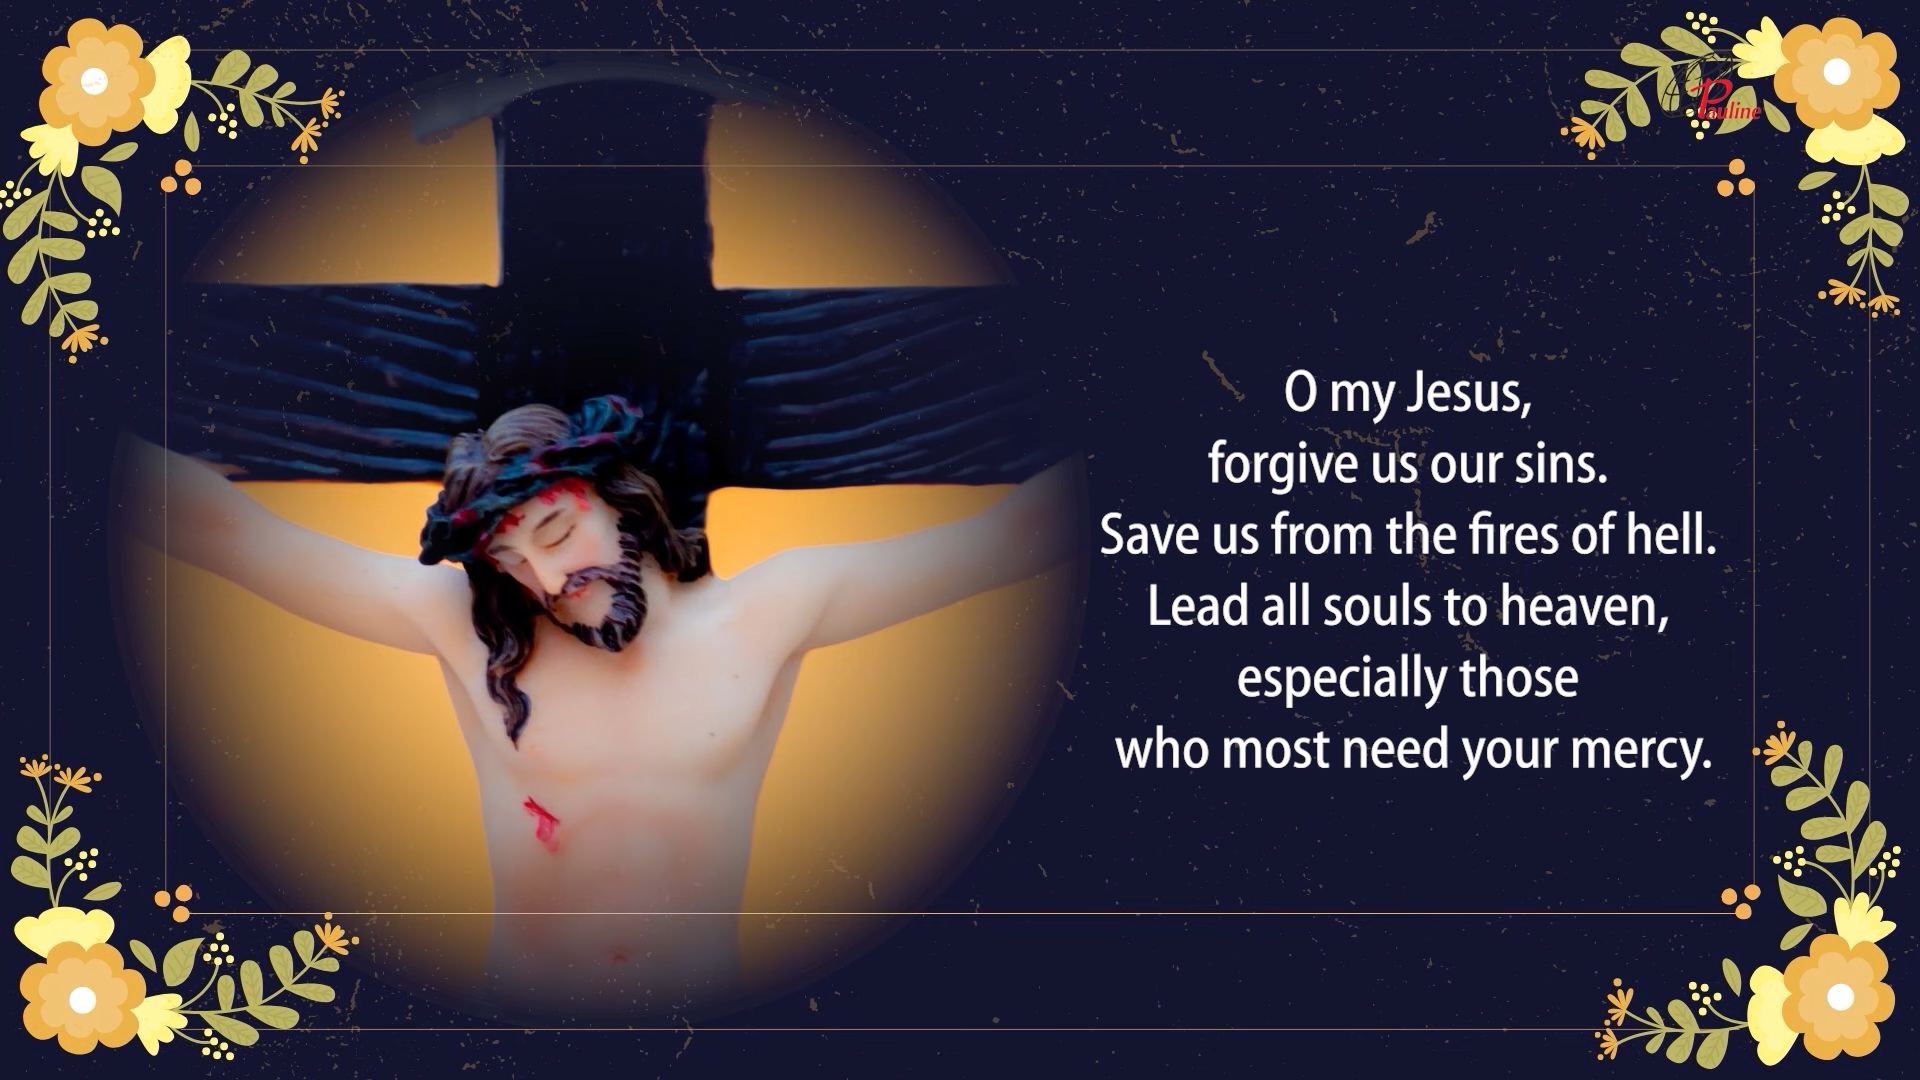 Pauline
O my Jesus,
forgive us our sins.
Save us from the fires of hell.
Lead all souls to heaven,
especially those
who most need your mercy.